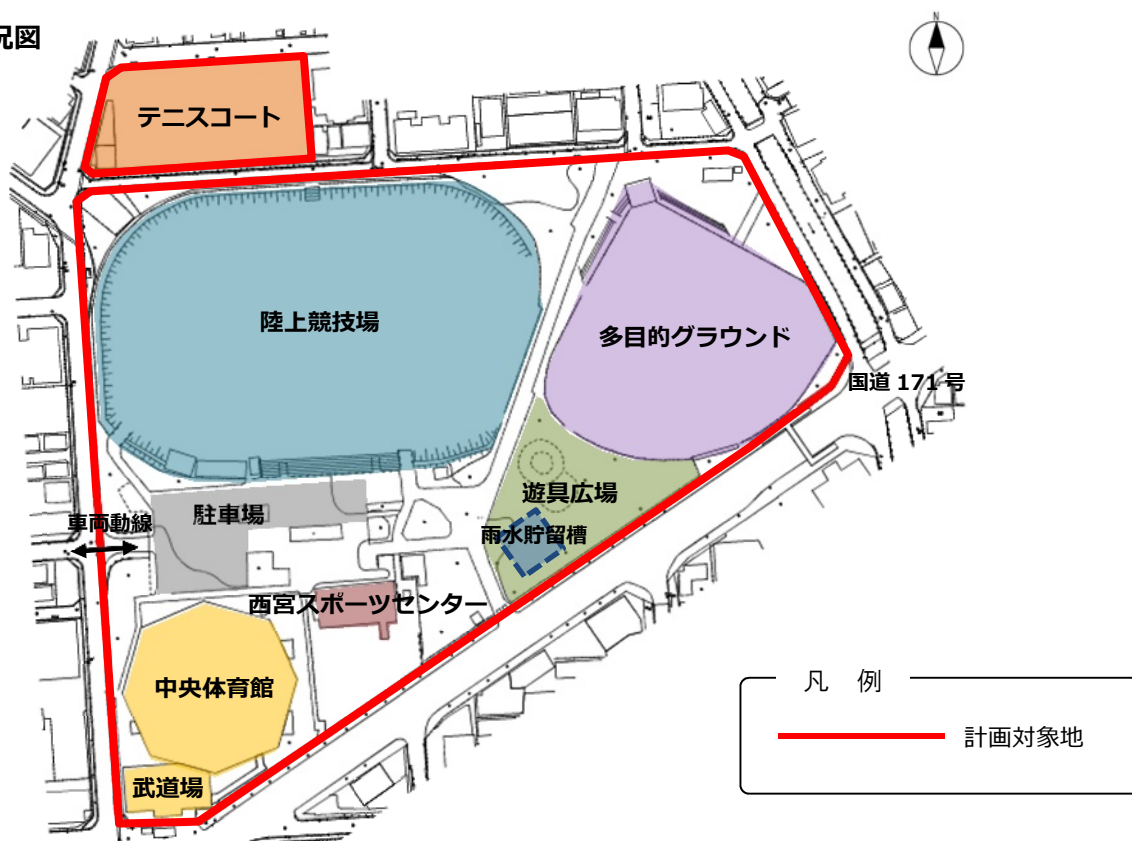 況図
N
テニスコート
陸上競技場
多目的グラウンド
国道 171 号
遊具広場
駐車場
車両動線
雨水貯留槽
西宮スポーツセンター
中央体育館
武道場
凡 例
計画対象地